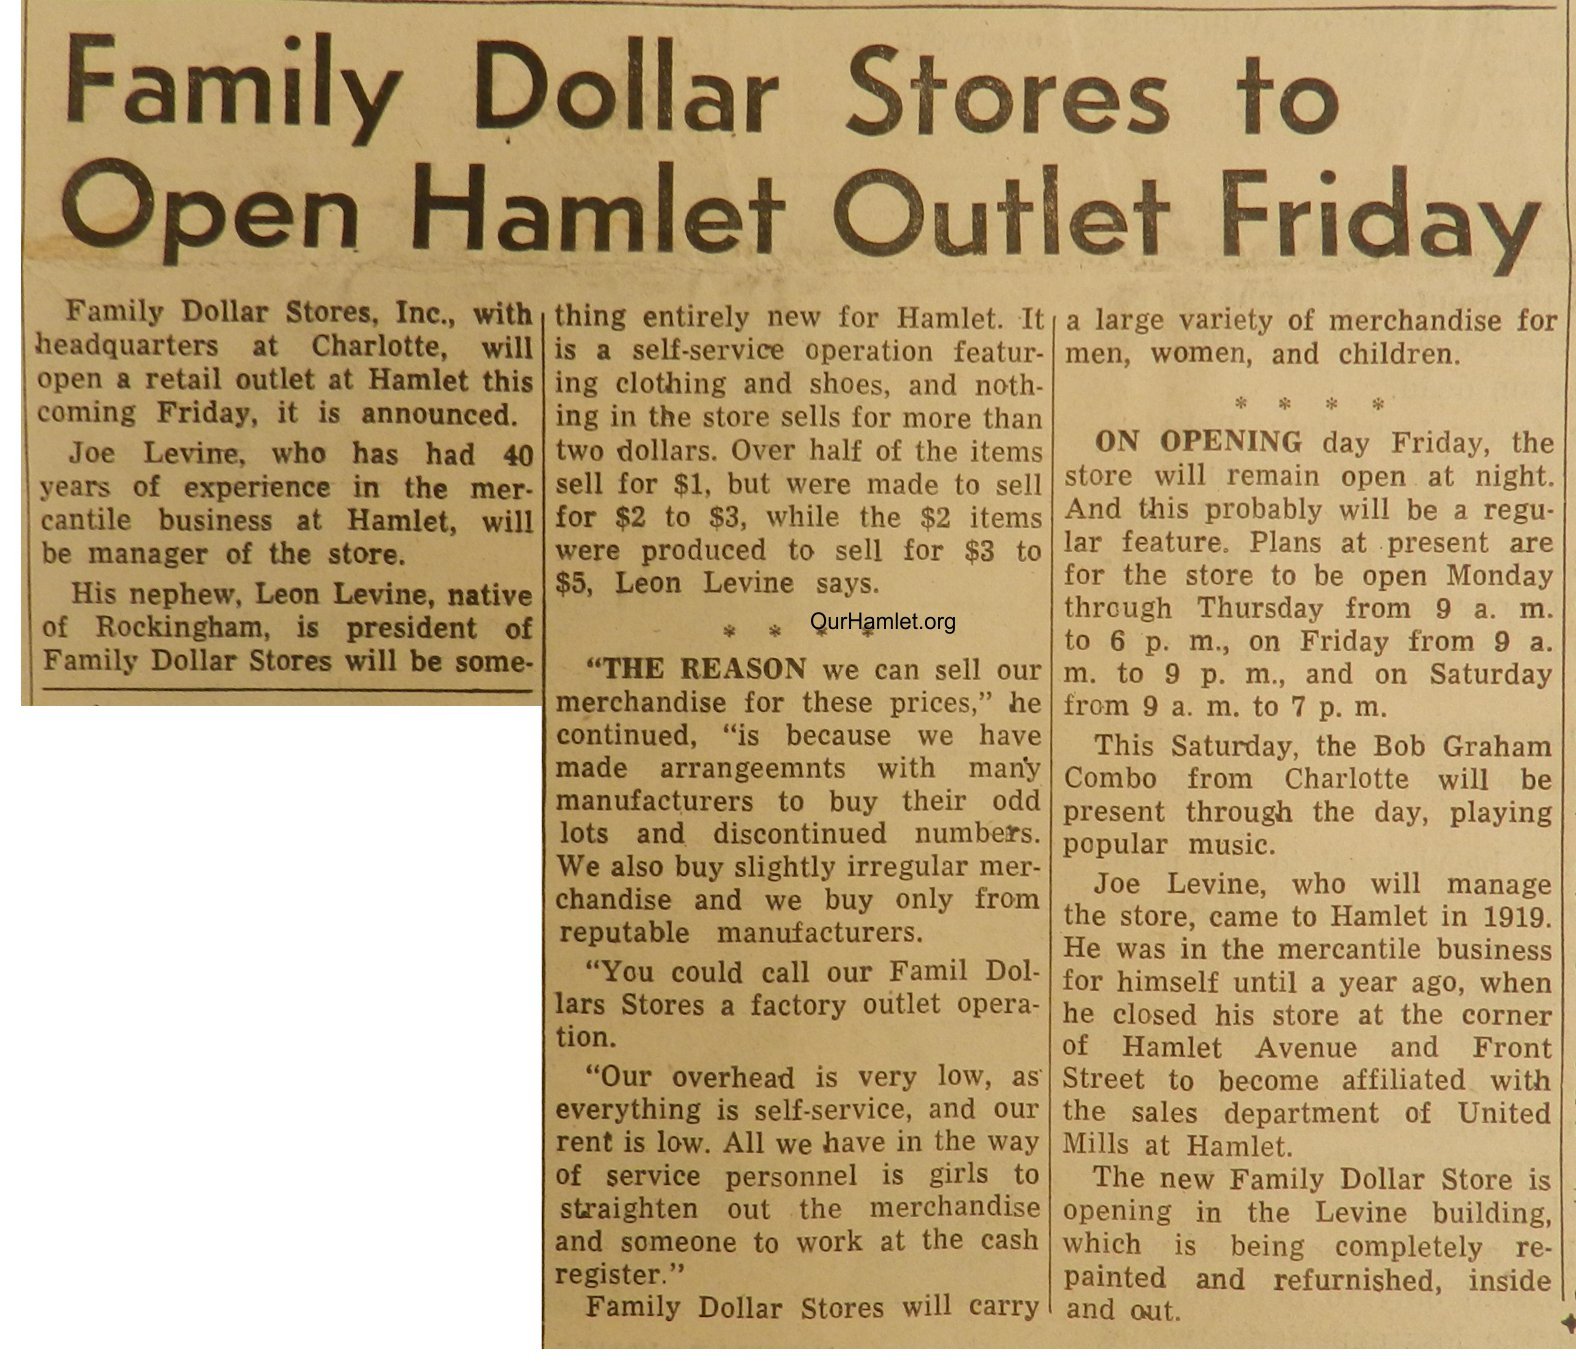 Family Dollar Stores to
Open Hamlet Outlet Friday
Family Dollar Stores, Inc., with
headquarters at Charlotte, will
open a retail outlet at Hamlet this
coming Friday, it is announced.
Joe Levine, who has had 40
years of experience in the mer-
cantile business at Hamlet, will
be manager of the store.
His nephew, Leon Levine, native
of Rockingham, is president of
Family Dollar Stores will be some-
thing entirely new for Hamlet. It
is a self-service operation featur-
ing clothing and shoes, and noth-
ing in the store sells for more than
two dollars. Over half of the items
sell for $1, but were made to sell
for $2 to $3, while the $2 items
were produced to sell for $3 to
$5, Leon Levine says.
* * * *
QurHamlet.org
"THE REASON we can sell our
merchandise for these prices," he
continued, "is because we have
made arrangeemnts with many
manufacturers to buy their odd
lots and discontinued numbers.
We also buy slightly irregular mer-
chandise and we buy only from
reputable manufacturers.
"You could call our Famil Dol-
lars Stores a factory outlet opera-
tion.
"Our overhead is very low, as
everything is self-service, and our
rent is low. All we have in the way
of service personnel is girls to
straighten out the merchandise
and someone to work at the cash
register."
Family Dollar Stores will carry
a large variety of merchandise for
men, women, and children.
* * * *
ON OPENING day Friday, the
store will remain open at night.
And this probably will be a regu-
lar feature. Plans at present are
for the store to be open Monday
through Thursday from 9 a. m.
to 6 p. m., on Friday from 9 a.
m. to 9 p. m., and on Saturday
from 9 a. m. to 7 p. m.
This Saturday, the Bob Graham
Combo from Charlotte will be
present through the day, playing
popular music.
Joe Levine, who will manage
the store, came to Hamlet in 1919.
He was in the mercantile business
for himself until a year ago, when
he closed his store at the corner
of Hamlet Avenue and Front
Street to become affiliated with
the sales department of United
Mills at Hamlet.
The new Family Dollar Store is
opening in the Levine building,
which is being completely re-
painted and refurnished, inside
and out.